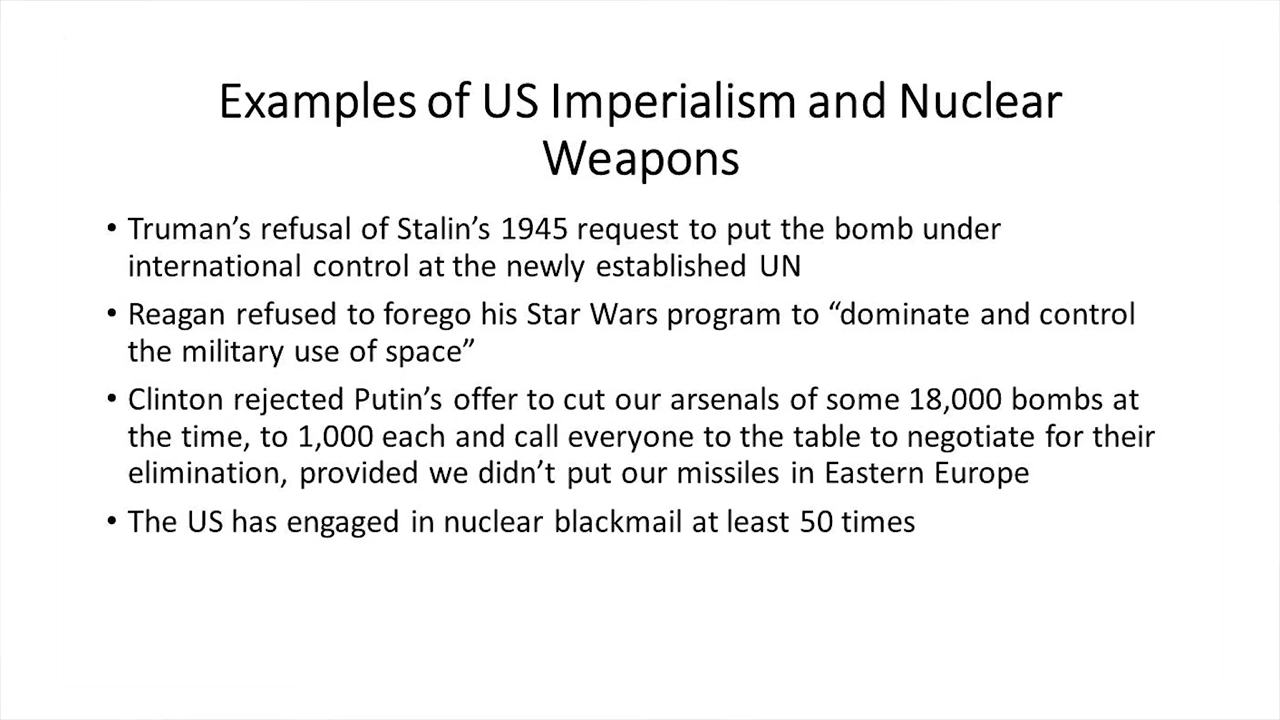 Examples of US Imperialism and Nuclear
Weapons
• Truman’s refusal of Stalin’s 1945 request to put the bomb under
international control at the newly established UN
• Reagan refused to forego his Star Wars program to “dominate and control
the military use of space”
• Clinton rejected Putin’s offer to cut our arsenals of some 18,000 bombs at
the time, to 1,000 each and call everyone to the table to negotiate for their
elimination, provided we didn’t put our missiles in Eastern Europe
• The US has engaged in nuclear blackmail at least 50 times